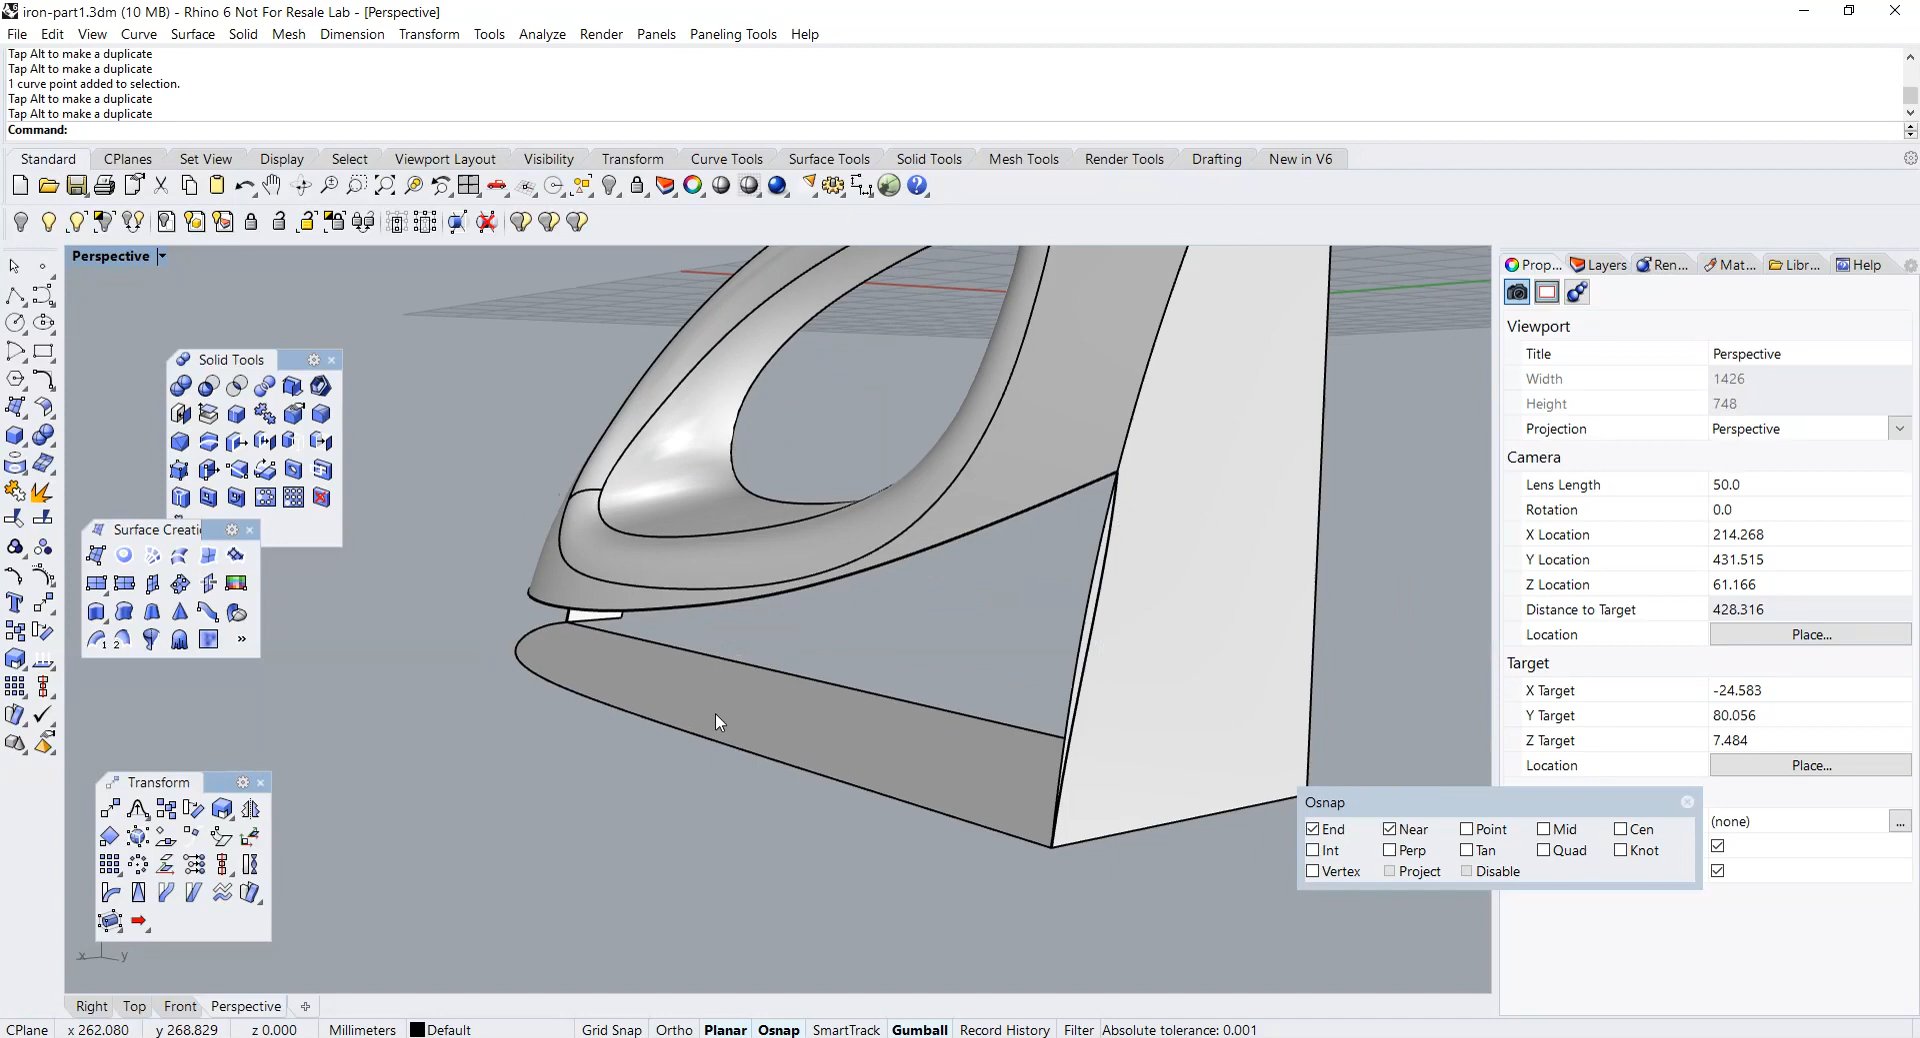 iron-part1.3dm (10 MB) - Rhino 6 Not For Resale Lab - [Perspective]
File Edit View Curve Surface Solid Mesh Dimension Transform Tools Analyze Render Panels Paneling Tools Help
Tap Alt to make a duplicate
Tap Alt to make a duplicate
1 curve point added to selection.
Tap Alt to make a duplicate
Tap Alt to make a duplicate
Command:
Standard CPlanes Set View Display Select Viewport Layout Visibility Transform Curve Tools Surface Tools Solid Tools Mesh Tools Render Tools Drafting New in V6
Perspective
Solid Tools
Surface Creati
1 2
Transform
x y
Prop... Layers Ren... Mat... Libr... Help
Viewport
Title Perspective
Width 1426
Height 748
Projection Perspective
Camera
Lens Length 50.0
Rotation 0.0
X Location 214.268
Y Location 431.515
Z Location 61.166
Distance to Target 428.316
Location Place...
Target
X Target -24.583
Y Target 80.056
Z Target 7.484
Location Place...
(none) ...
Osnap
End Near Point Mid Cen
Int Perp Tan Quad Knot
Vertex Project Disable
Right Top Front Perspective
CPlane x 262.080 y 268.829 z 0.000 Millimeters Default Grid Snap Ortho Planar Osnap SmartTrack Gumball Record History Filter Absolute tolerance: 0.001